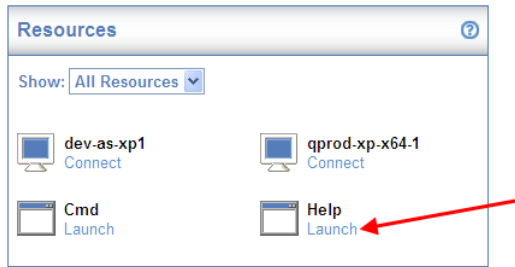 Resources
Show: All Resources
dev-as-xp1
Connect
qprod-xp-x64-1
Connect
Cmd
Launch
Help
Launch